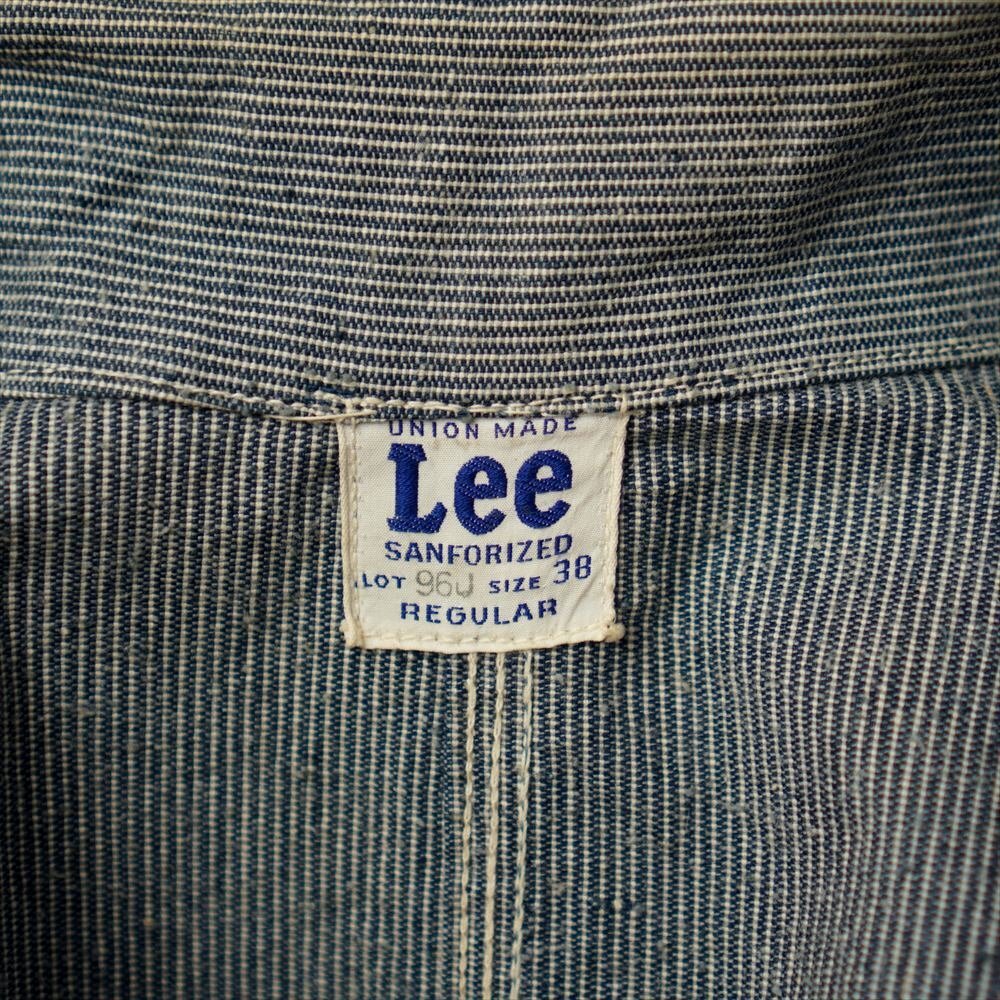 UNION MADE
Lee
SANFORIZED
LOT 96J SIZE 38
REGULAR